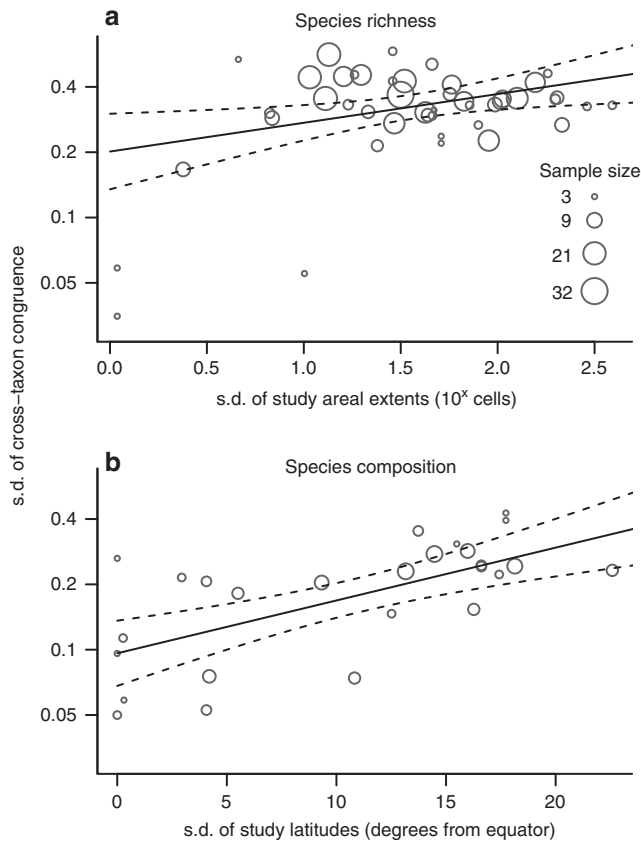 a
Species richness
0.4
0.2
0.1
0.05
Sample size
3
9
21
32
0.0 0.5 1.0 1.5 2.0 2.5
s.d. of study areal extents (10ˣ cells)
s.d. of cross−taxon congruence
b
Species composition
0.4
0.2
0.1
0.05
0 5 10 15 20
s.d. of study latitudes (degrees from equator)